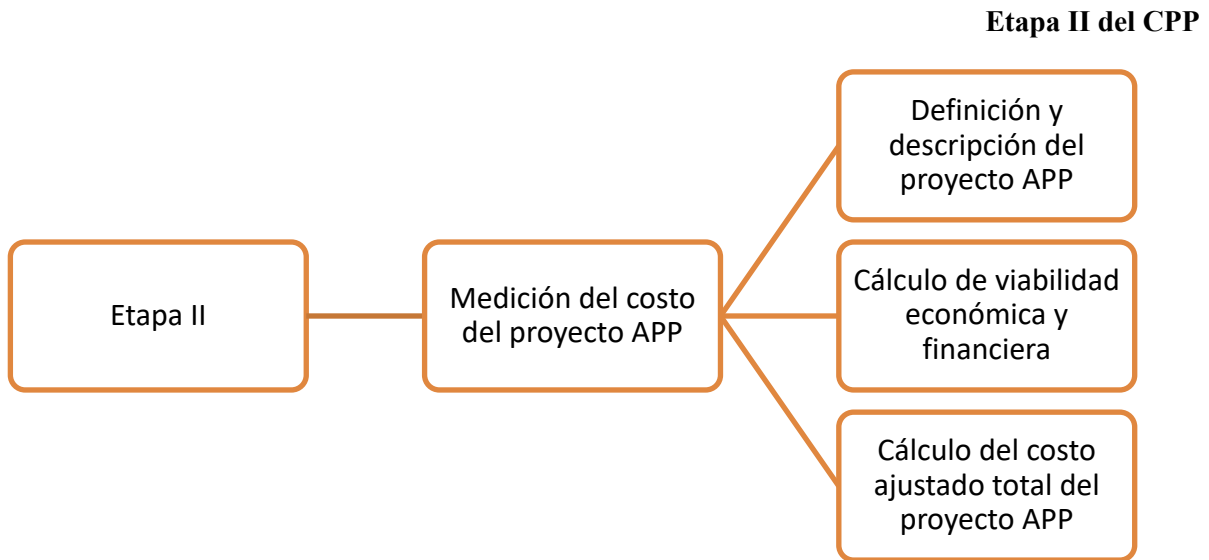 Etapa II del CPP
Etapa II
Medición del costo
del proyecto APP
Definición y
descripción del
proyecto APP
Cálculo de viabilidad
económica y
financiera
Cálculo del costo
ajustado total del
proyecto APP